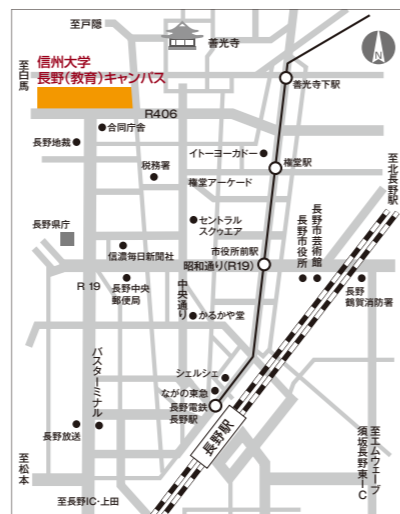 至戸隠
善光寺
至白馬
信州大学
長野(教育)キャンパス
善光寺下駅
R406
合同庁舎
長野地裁
イトーヨーカドー
権堂駅
税務署
権堂アーケード
至北長野駅
セントラル
スクゥエア
長野県庁
市役所前駅
長野市芸術館
長野市役所
信濃毎日新聞社
昭和通り(R19)
R 19
長野中央
郵便局
中央通り
長野
鶴賀消防署
かるかや堂
バスターミナル
シェルシェ
ながの東急
長野電鉄
長野駅
長野駅
長野放送
至松本
至長野IC・上田
至エムウェーブ
須坂長野東IC
N